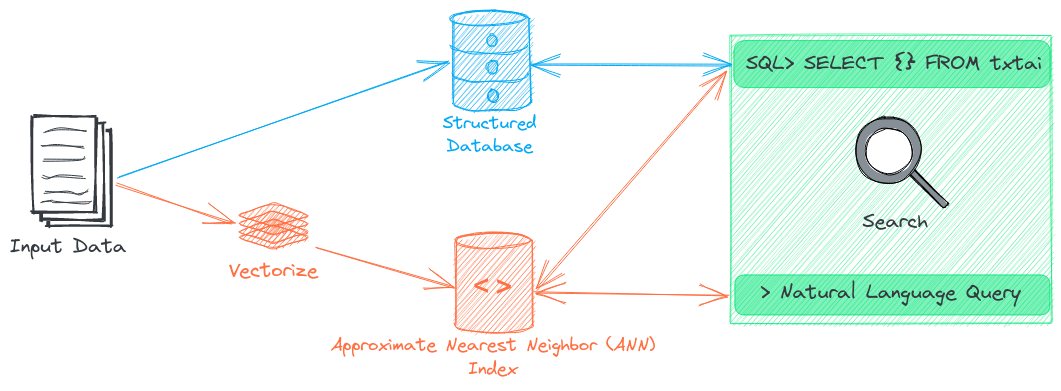 SQL> SELECT {} FROM txtai
Structured
Database
Search
Input Data
Vectorize
<>
> Natural Language Query
Approximate Nearest Neighbor (ANN)
Index